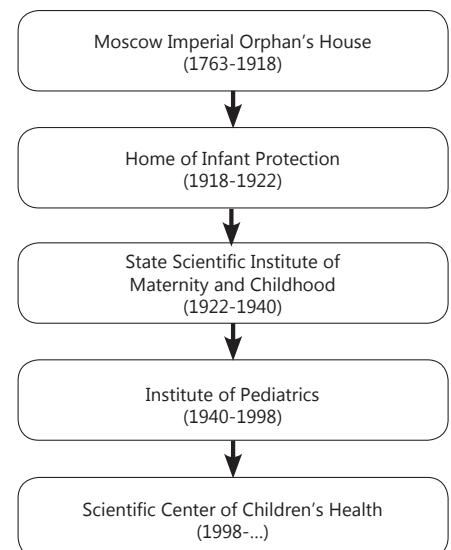 Moscow Imperial Orphan’s House
(1763-1918)
Home of Infant Protection
(1918-1922)
State Scientific Institute of
Maternity and Childhood
(1922-1940)
Institute of Pediatrics
(1940-1998)
Scientific Center of Children’s Health
(1998-...)